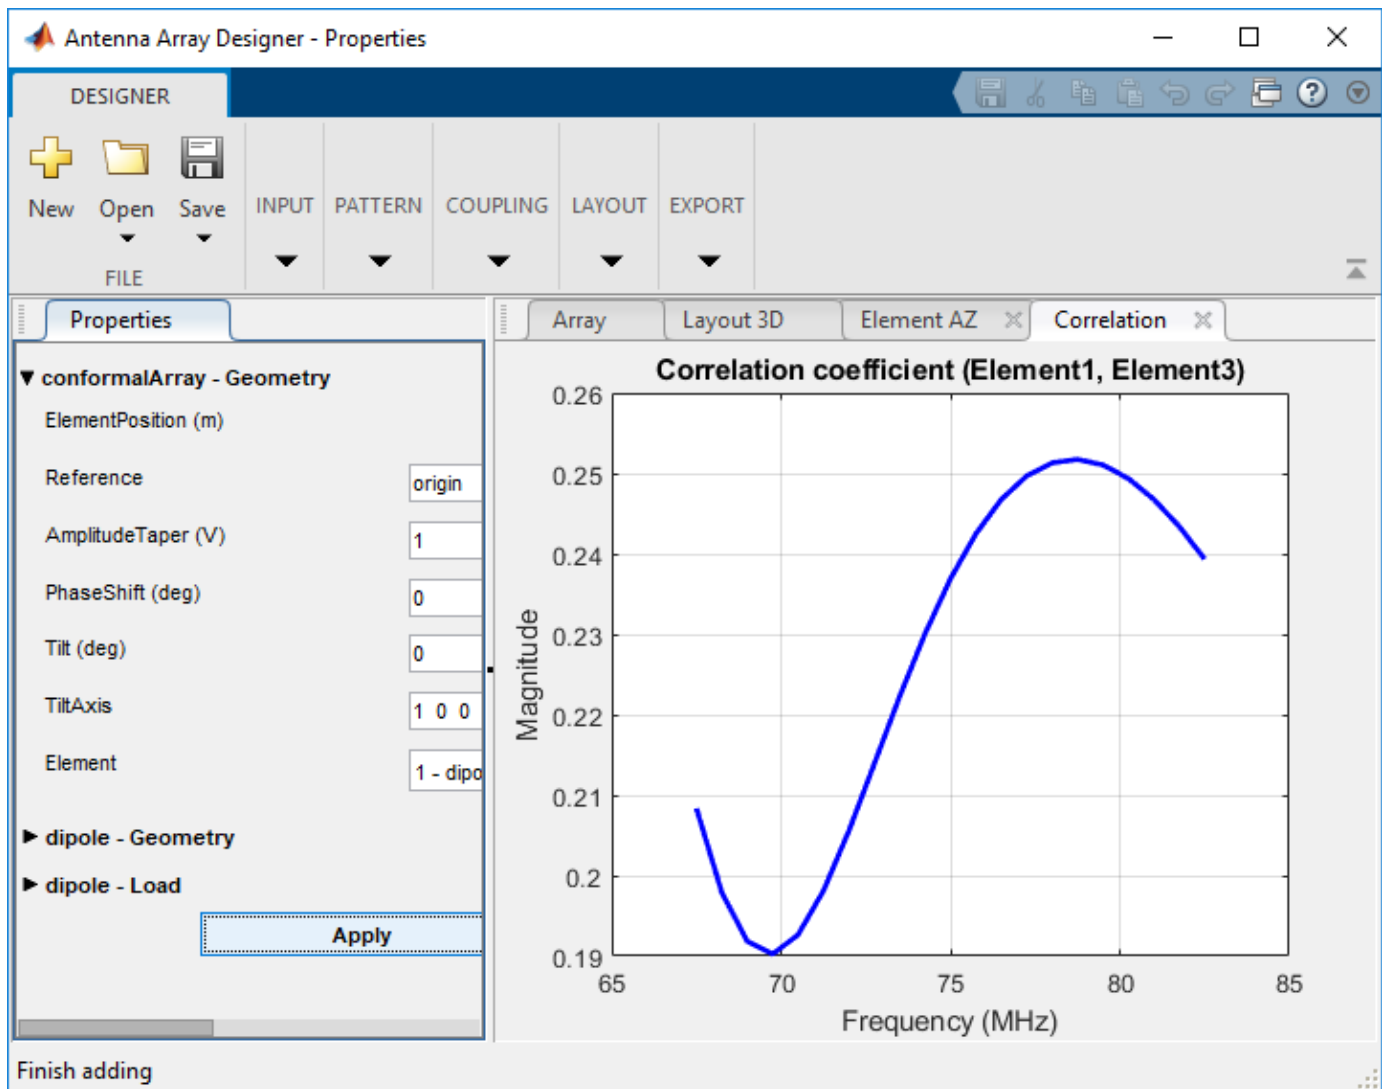 Antenna Array Designer - Properties
DESIGNER
New Open Save
FILE
INPUT PATTERN COUPLING LAYOUT EXPORT
Properties
conformalArray - Geometry
ElementPosition (m)
Reference origin
AmplitudeTaper (V) 1
PhaseShift (deg) 0
Tilt (deg) 0
TiltAxis 1 0 0
Element 1 - dipo
dipole - Geometry
dipole - Load
Apply
Array Layout 3D Element AZ Correlation
Correlation coefficient (Element1, Element3)
0.26
0.25
0.24
0.23
0.22
0.21
0.2
0.19
Magnitude
65 70 75 80 85
Frequency (MHz)
Finish adding